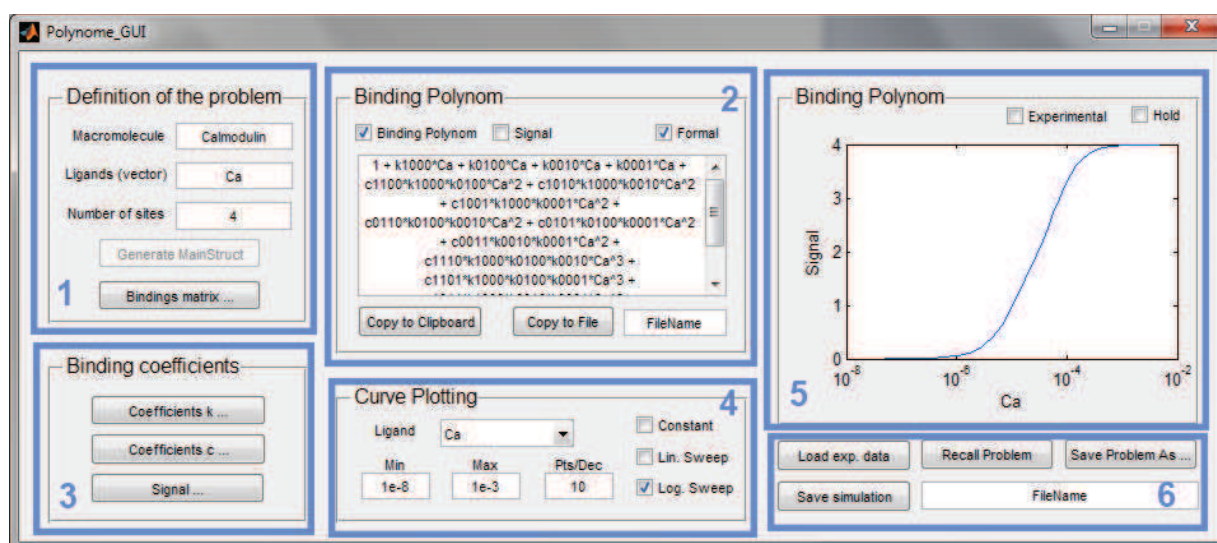 Polynome_GUI
Definition of the problem
Macromolecule Calmodulin
Ligands (vector) Ca
Number of sites 4
Generate MainStruct
1
Bindings matrix ...
Binding Polynom
2
Binding Polynom Signal Formal
1 + k1000*Ca + k0100*Ca + k0010*Ca + k0001*Ca +
c1100*k1000*k0100*Ca^2 + c1010*k1000*k0010*Ca^2
+ c1001*k1000*k0001*Ca^2 +
c0110*k0100*k0010*Ca^2 + c0101*k0100*k0001*Ca^2
+ c0011*k0010*k0001*Ca^2 +
c1110*k1000*k0100*k0010*Ca^3 +
c1101*k1000*k0100*k0001*Ca^3 +
Copy to Clipboard Copy to File FileName
Binding coefficients
Coefficients k ...
Coefficients c ...
3
Signal ...
Curve Plotting
4
Ligand Ca
Constant
Min Max Pts/Dec
Lin. Sweep
1e-8 1e-3 10
Log. Sweep
Binding Polynom
Experimental Hold
4
3
2
1
0
Signal
10^-8 10^-6 10^-4 10^-2
Ca
5
Load exp. data Recall Problem Save Problem As ...
Save simulation FileName 6